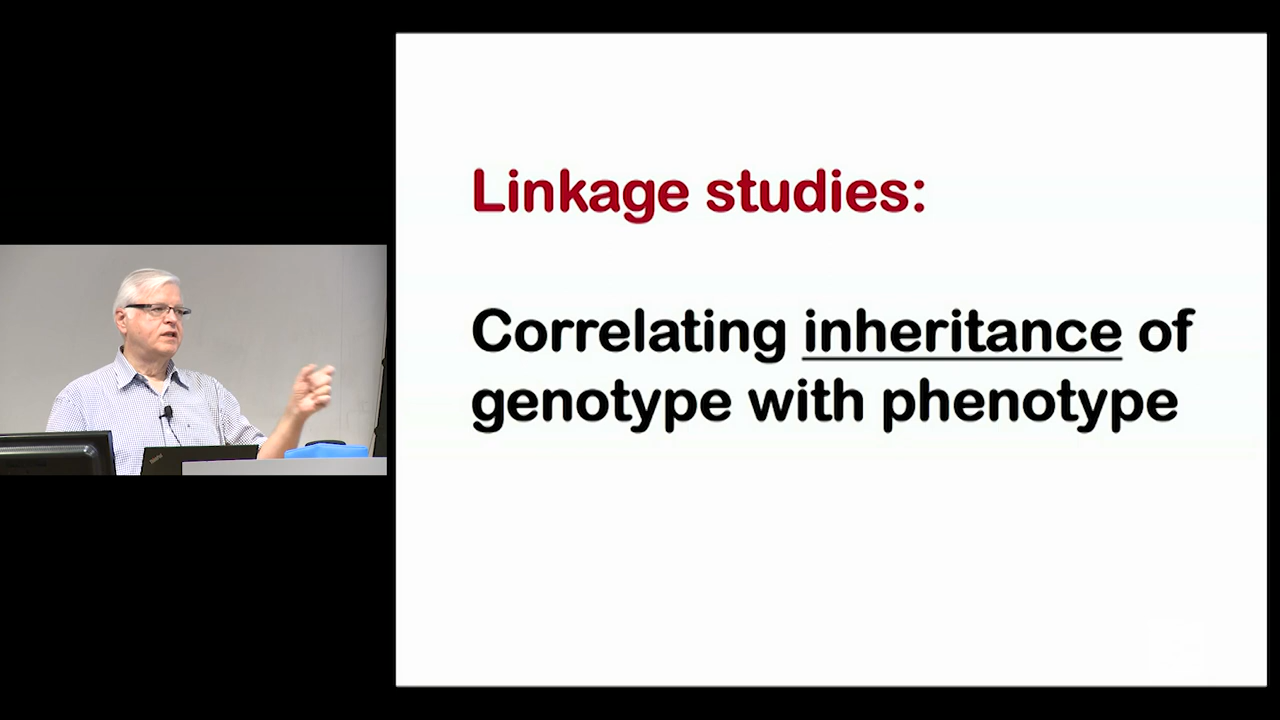 Linkage studies:
Correlating inheritance of
genotype with phenotype